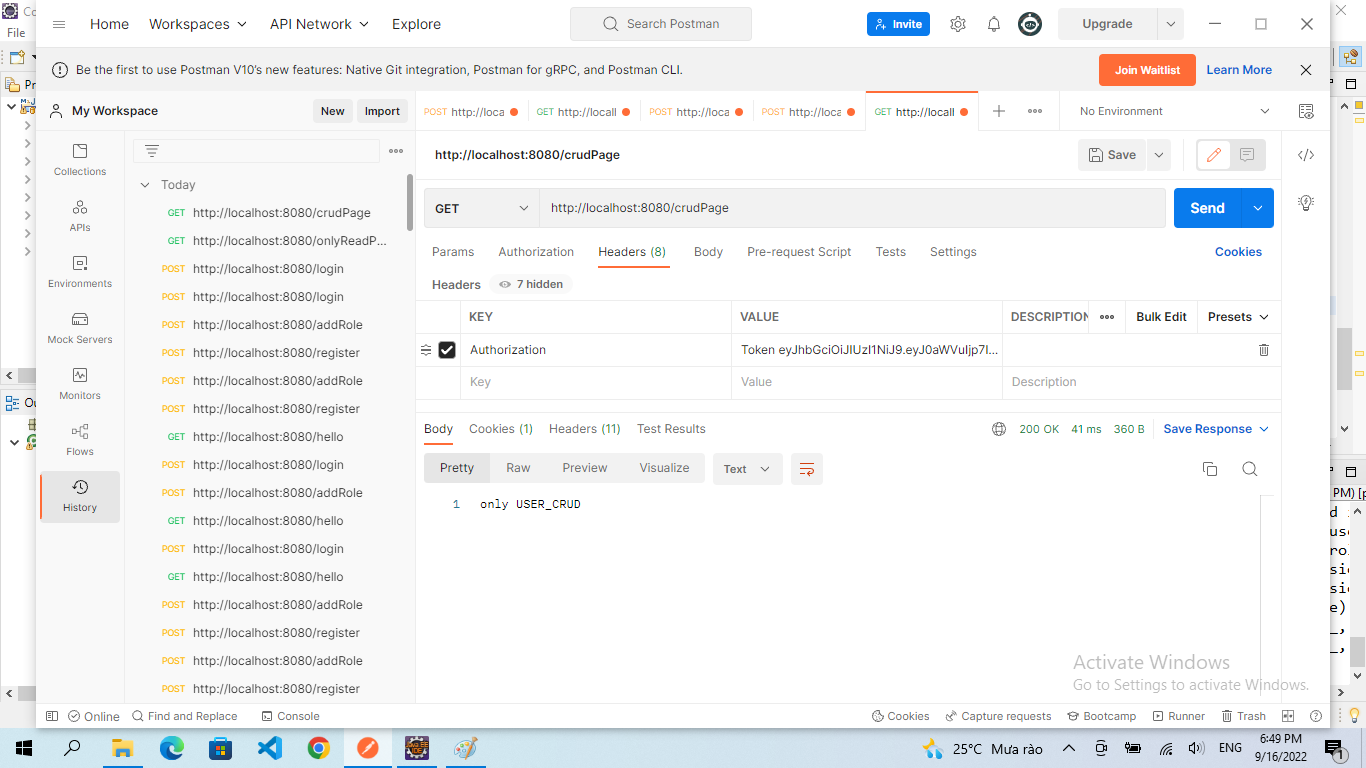 Co
File
Home
Workspaces
API Network
Explore
Search Postman
Invite
Upgrade
Be the first to use Postman V10's new features: Native Git integration, Postman for gRPC, and Postman CLI.
Join Waitlist
Learn More
Pr
My Workspace
New
Import
POST http://loca
GET http://locall
POST http://loca
POST http://loca
GET http://locall
No Environment
Collections
APIs
Environments
Mock Servers
Monitors
Flows
History
Ou
Today
GET http://localhost:8080/crudPage
GET http://localhost:8080/onlyReadP...
POST http://localhost:8080/login
POST http://localhost:8080/login
POST http://localhost:8080/addRole
POST http://localhost:8080/register
POST http://localhost:8080/addRole
POST http://localhost:8080/register
GET http://localhost:8080/hello
POST http://localhost:8080/login
POST http://localhost:8080/addRole
GET http://localhost:8080/hello
POST http://localhost:8080/login
GET http://localhost:8080/hello
POST http://localhost:8080/addRole
POST http://localhost:8080/register
POST http://localhost:8080/addRole
POST http://localhost:8080/register
http://localhost:8080/crudPage
Save
GET
http://localhost:8080/crudPage
Send
Params
Authorization
Headers (8)
Body
Pre-request Script
Tests
Settings
Cookies
Headers
7 hidden
KEY
VALUE
DESCRIPTION
Bulk Edit
Presets
Authorization
Token eyJhbGciOiJIUzI1NiJ9.eyJ0aWVuIjp7I...
Key
Value
Description
Body
Cookies (1)
Headers (11)
Test Results
200 OK
41 ms
360 B
Save Response
Pretty
Raw
Preview
Visualize
Text
1 only USER_CRUD
PM) [p
Activate Windows
Go to Settings to activate Windows.
Online
Find and Replace
Console
Cookies
Capture requests
Bootcamp
Runner
Trash
25°C Mưa rào
ENG
6:49 PM
9/16/2022
1